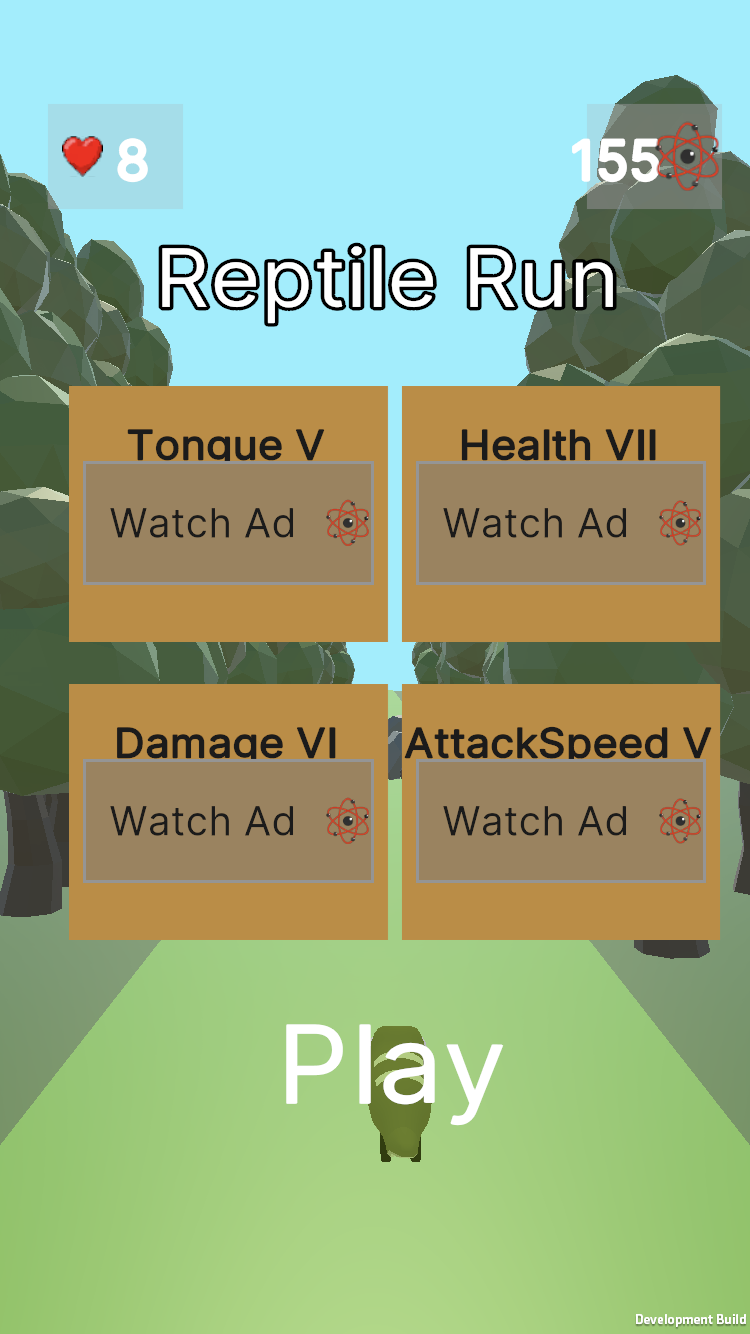 8
155
Reptile Run
Tongue V
Health VII
Watch Ad
Watch Ad
Damage VI
AttackSpeed V
Watch Ad
Watch Ad
Play
Development Build